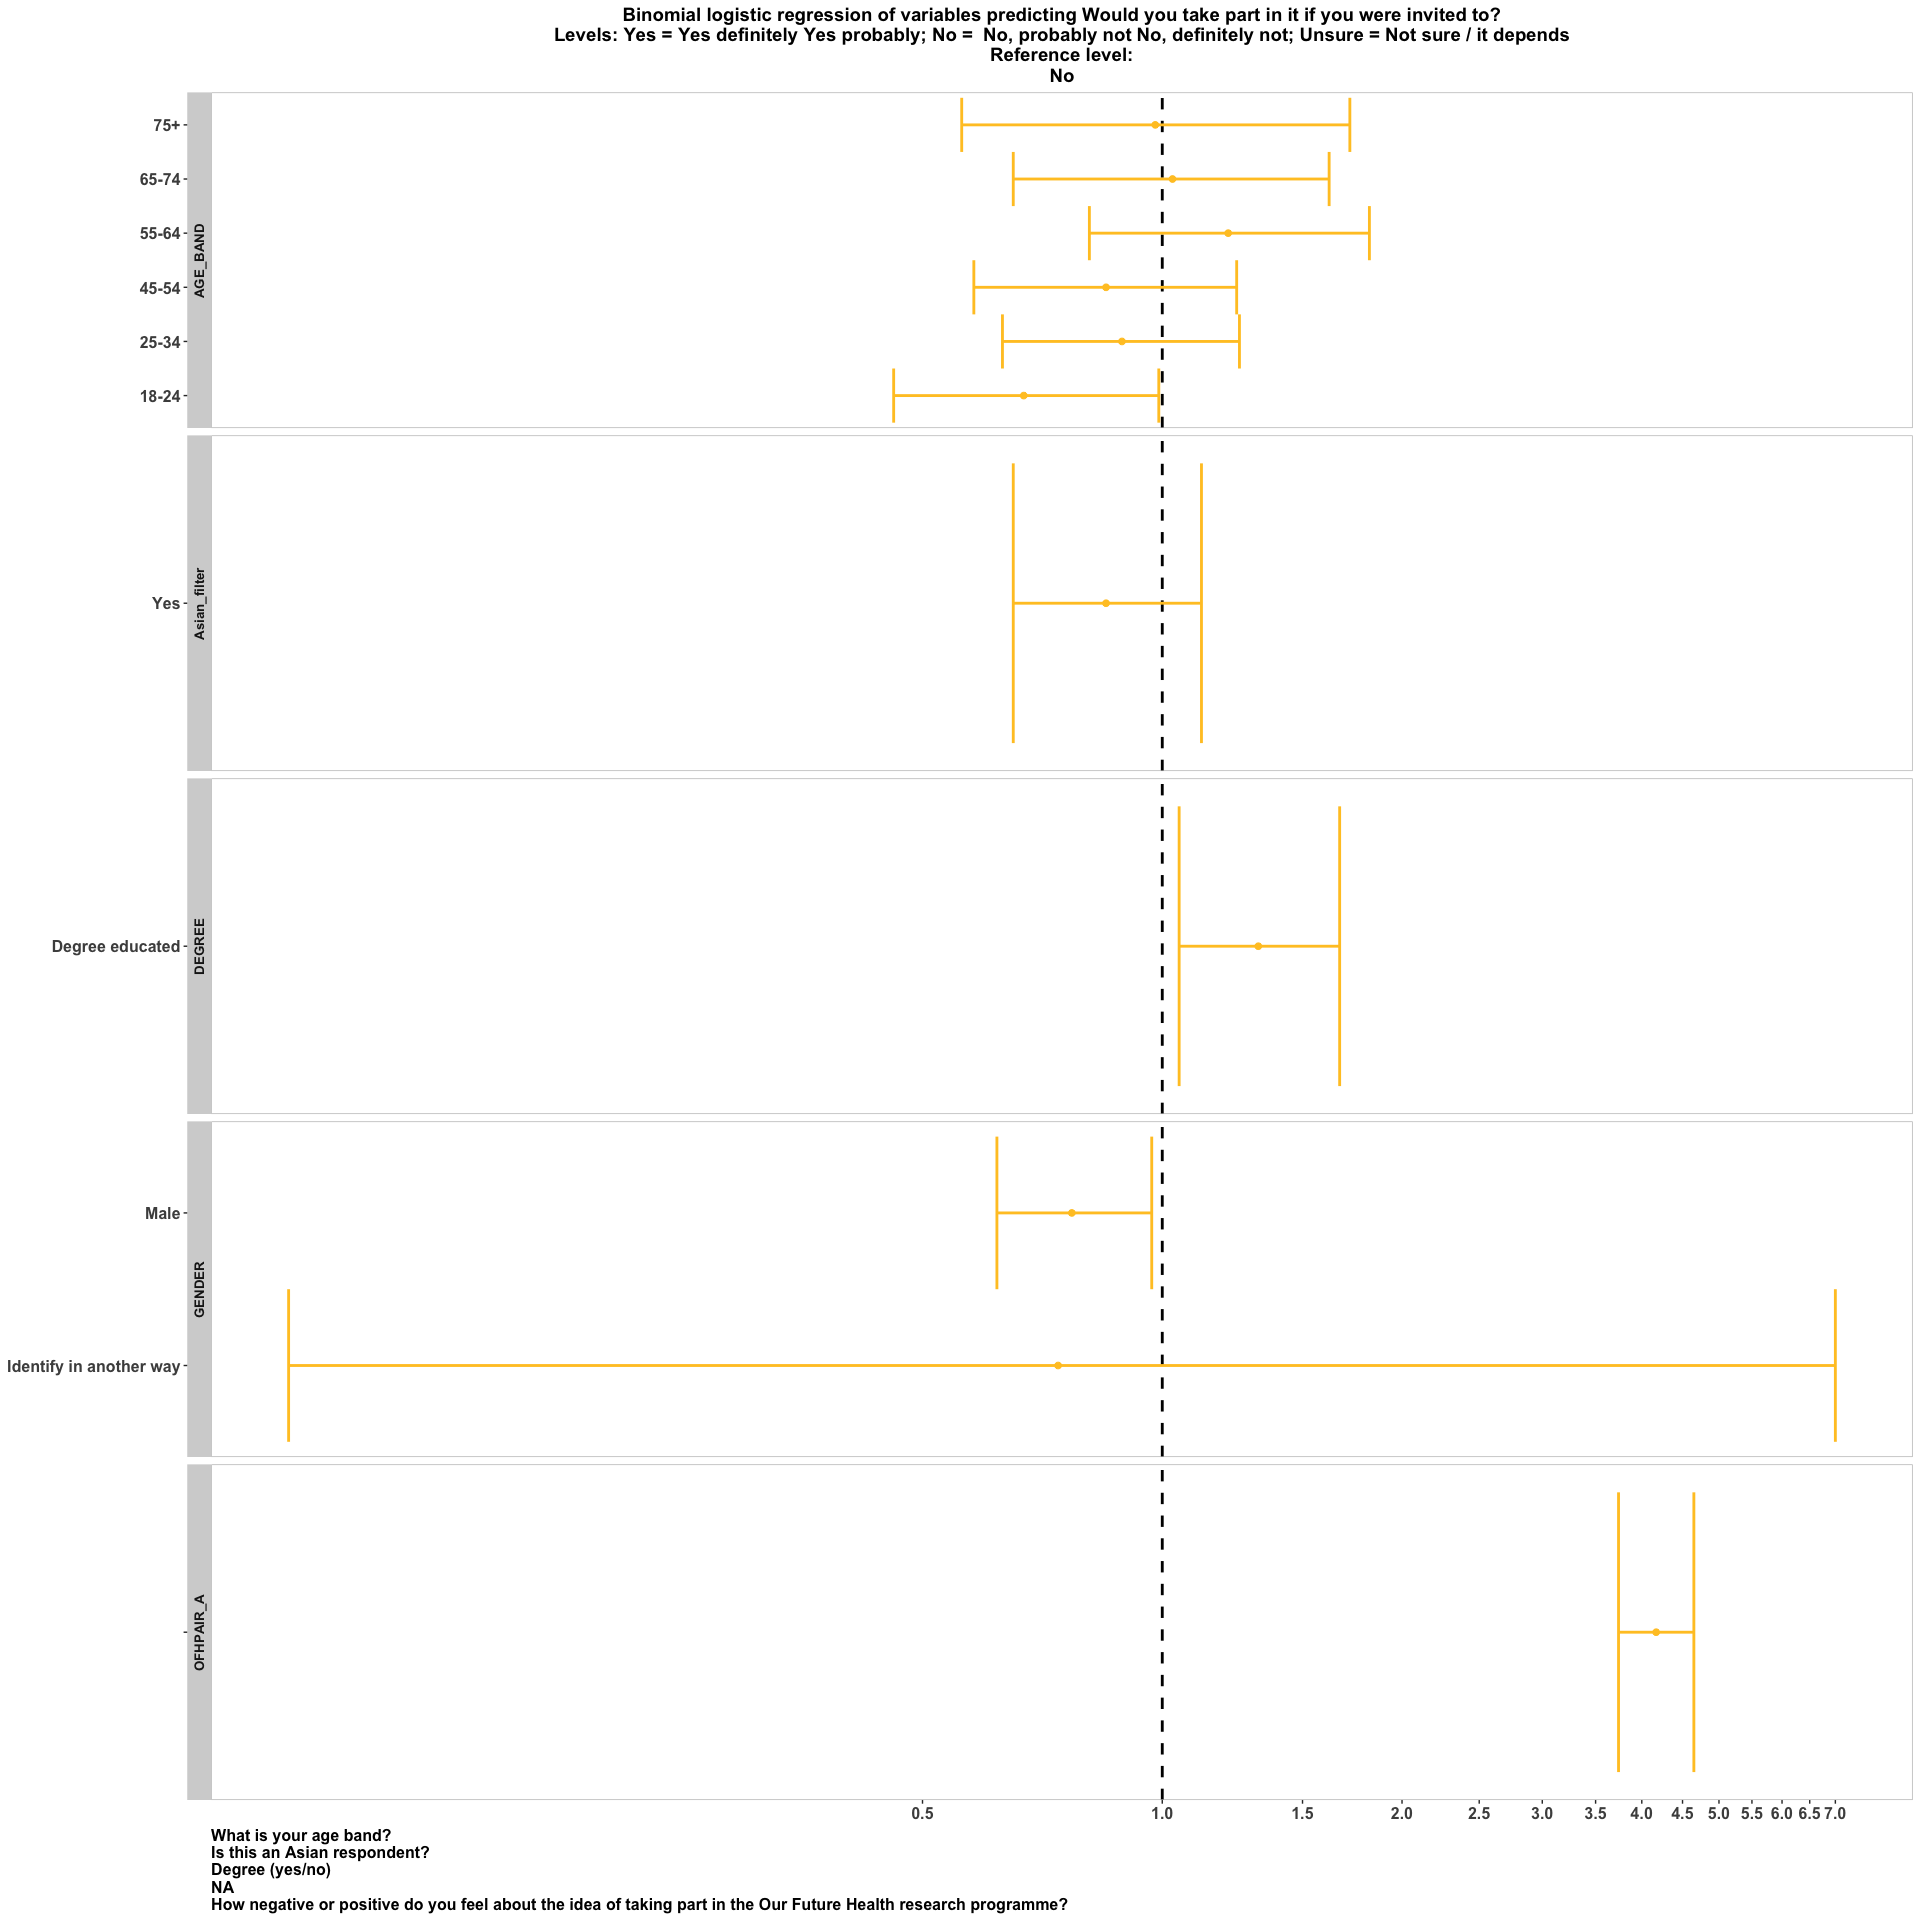 Binomial logistic regression of variables predicting Would you take part in it if you were invited to?
Levels: Yes = Yes definitely Yes probably; No =  No, probably not No, definitely not; Unsure = Not sure / it depends
Reference level:
No
AGE_BAND
75+
65-74
55-64
45-54
25-34
18-24
Asian_filter
Yes
DEGREE
Degree educated
GENDER
Male
Identify in another way
OFHPAIR_A
0.5 1.0 1.5 2.0 2.5 3.0 3.5 4.0 4.5 5.0 5.5 6.0 6.5 7.0
What is your age band?
Is this an Asian respondent?
Degree (yes/no)
NA
How negative or positive do you feel about the idea of taking part in the Our Future Health research programme?